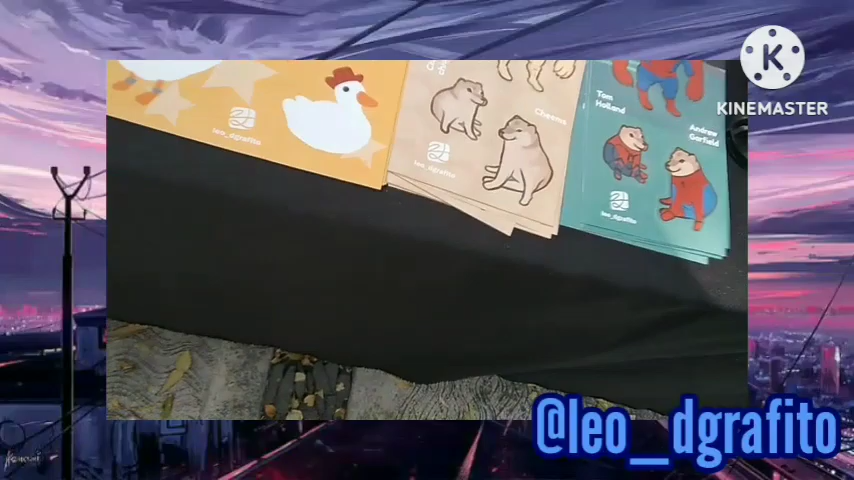 KINEMASTER
Tom
Holland
Andrew
Garfield
Cheems
leo_dgrafito
leo_dgrafito
leo_dgrafito
@leo_dgrafito